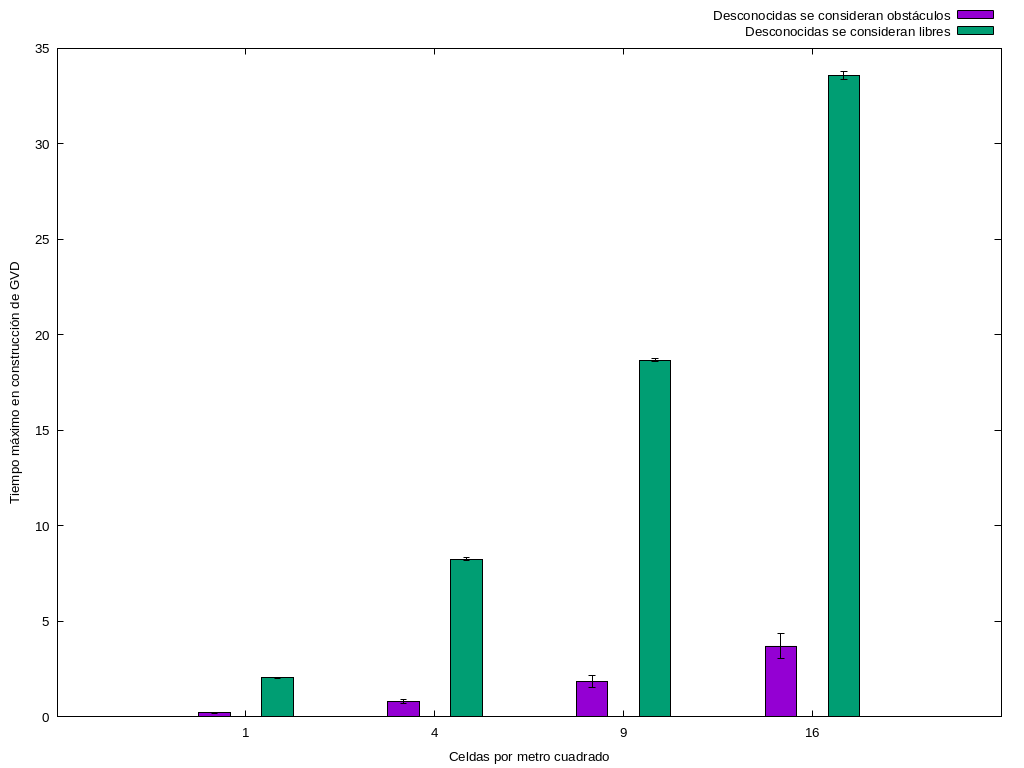 Desconocidas se consideran obstáculos
Desconocidas se consideran libres
35
30
25
20
15
10
5
0
Tiempo máximo en construcción de GVD
1 4 9 16
Celdas por metro cuadrado